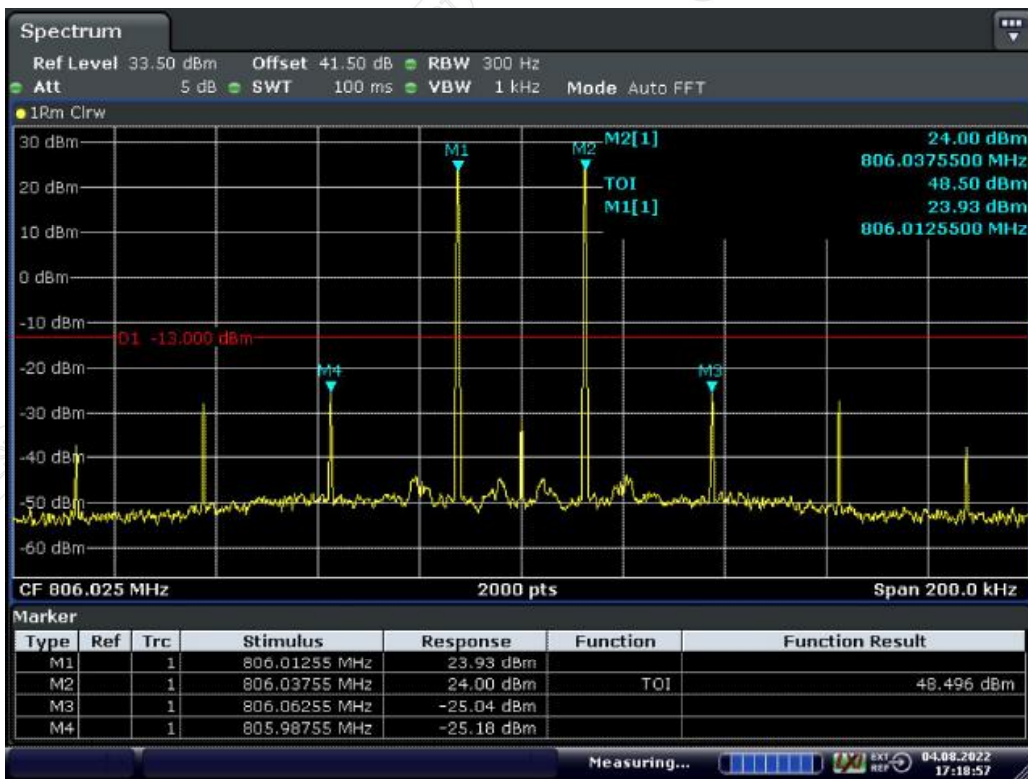 Spectrum
Ref Level 33.50 dBm Offset 41.50 dB RBW 300 Hz
Att 5 dB SWT 100 ms VBW 1 kHz Mode Auto FFT
1Rm Clrw
30 dBm
M1
M2
M2[1] 24.00 dBm
806.0375500 MHz
20 dBm
TOI 48.50 dBm
M1[1] 23.93 dBm
10 dBm
806.0125500 MHz
0 dBm
-10 dBm
D1 -13.000 dBm
-20 dBm
M4
M3
-30 dBm
-40 dBm
-50 dBm
-60 dBm
CF 806.025 MHz 2000 pts Span 200.0 kHz
Marker
Type Ref Trc Stimulus Response Function Function Result
M1 1 806.01255 MHz 23.93 dBm
M2 1 806.03755 MHz 24.00 dBm TOI 48.496 dBm
M3 1 806.06255 MHz -25.04 dBm
M4 1 805.98755 MHz -25.18 dBm
Measuring... LXI EXT REF 04.08.2022
17:18:57